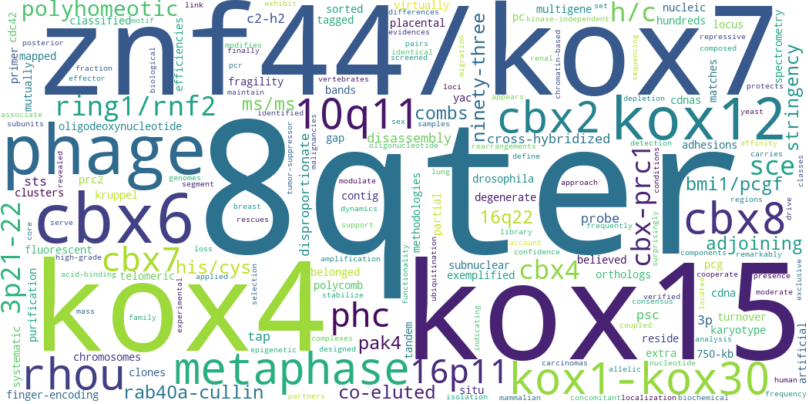 polyhomeotic
classified
motif
link
c2-h2
sorted
tagged
exhibit
virtually
differences
placental
evidences
identical
pc
multigene
kinase-independent
set
h/c
nucleic
hundreds
locus
repressive
composed
znf44/kox7
cdc42
posterior
effector
primer
mapped
mutually
fraction
biological
efficiencies
modifies
finally
pcr
maintain
fragility
vertebrates
identified
bands
pairs
screened
loci
migration
renal
yac
appears
ninety-three
sequencing
chromatin-based
matches
yeast
protects
spectrometry
stringency
ring1/rnf2
ms/ms
10q11
combs
cbx2
kox12
associate
subunits
oligodeoxynucleotide
sex
samples
gap
malignancies
affinity
depletion
cdnas
adhesions
detection
disassembly
oligonucleotide
cross-hybridized
rearrangements
define
drosophila
degenerate
conditions
carries
classes
sce
phage
8qter
sts
clusters
revealed
prc2
genomes
kruppel
segment
tumor-suppressor
modulate
contig
disproportionate
methodologies
partial
approach
library
frequently
account
confidence
16q22
probe
believed
cbx-prc1
bmi1/pcgf
regions
drive
artificial
cbx6
cbx8
core
serve
breast
rescues
dynamics
support
loss
amplification
functionality
ubiquitination
surprisingly
components
remarkably
adjoining
3p21-22
fluorescent
high-grade
cbx7
his/cys
belonged
subnuclear
exemplified
orthologs
cbx4
pcg
cooperate
presence
exclusive
located
moderate
acid-binding
telomeric
applied
experimental
selection
polycomb
stabilize
purification
mass
family
kox4
phc
kox15
cdna
verified
consensus
psc
turnover
coupled
karyotype
indicating
tap
epigenetic
complexes
designed
tandem
pak4
3p
reside
analysis
extra
750-kb
systematic
chromosomes
clones
rhou
metaphase
16p11
carcinomas
allelic
nucleotide
human
kox1-kox30
finger-encoding
rab40a-cullin
partners
isolation
co-eluted
situ
mammalian
concomitant
localization
bacterial
frequency